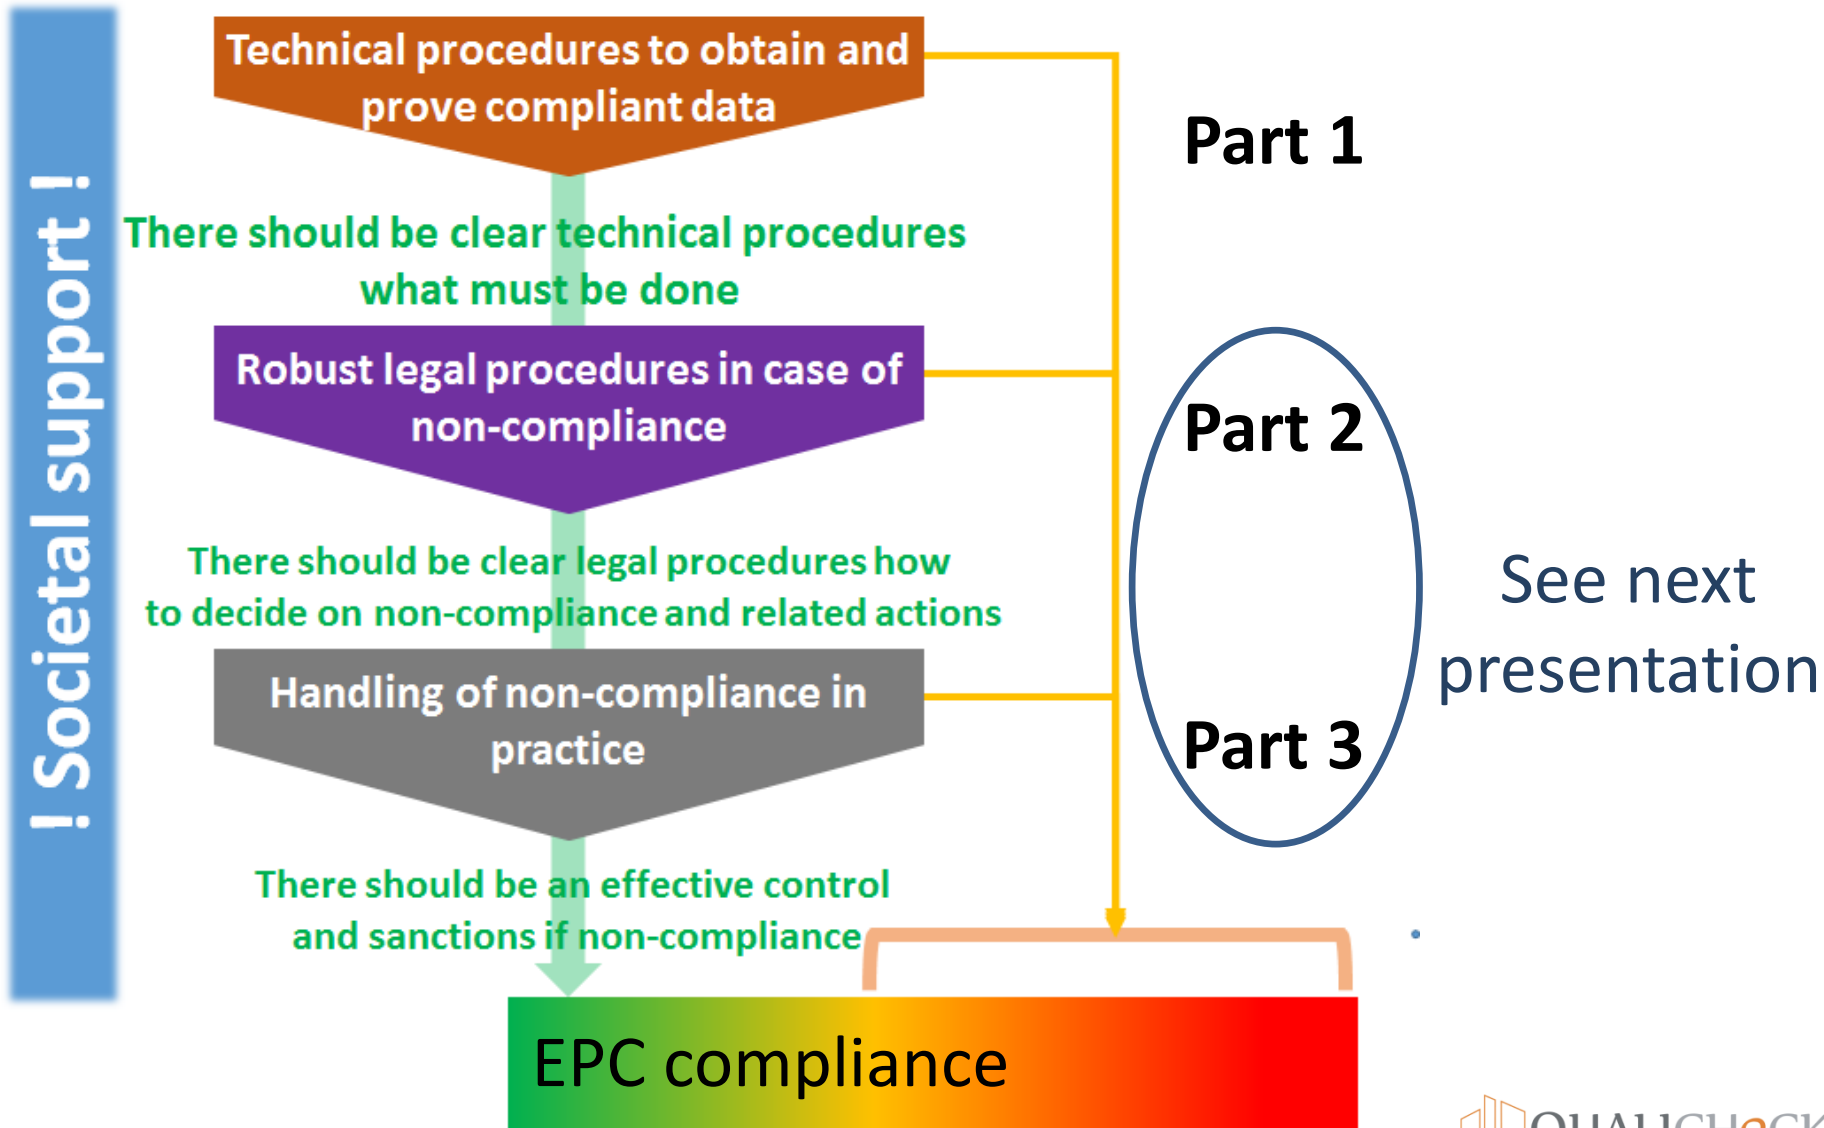 ! Societal support !
Technical procedures to obtain and
prove compliant data
Part 1
There should be clear technical procedures
what must be done
Robust legal procedures in case of
non-compliance
Part 2
There should be clear legal procedures how
to decide on non-compliance and related actions
See next
presentation
Handling of non-compliance in
practice
Part 3
There should be an effective control
and sanctions if non-compliance
EPC compliance
QUALICHeCK